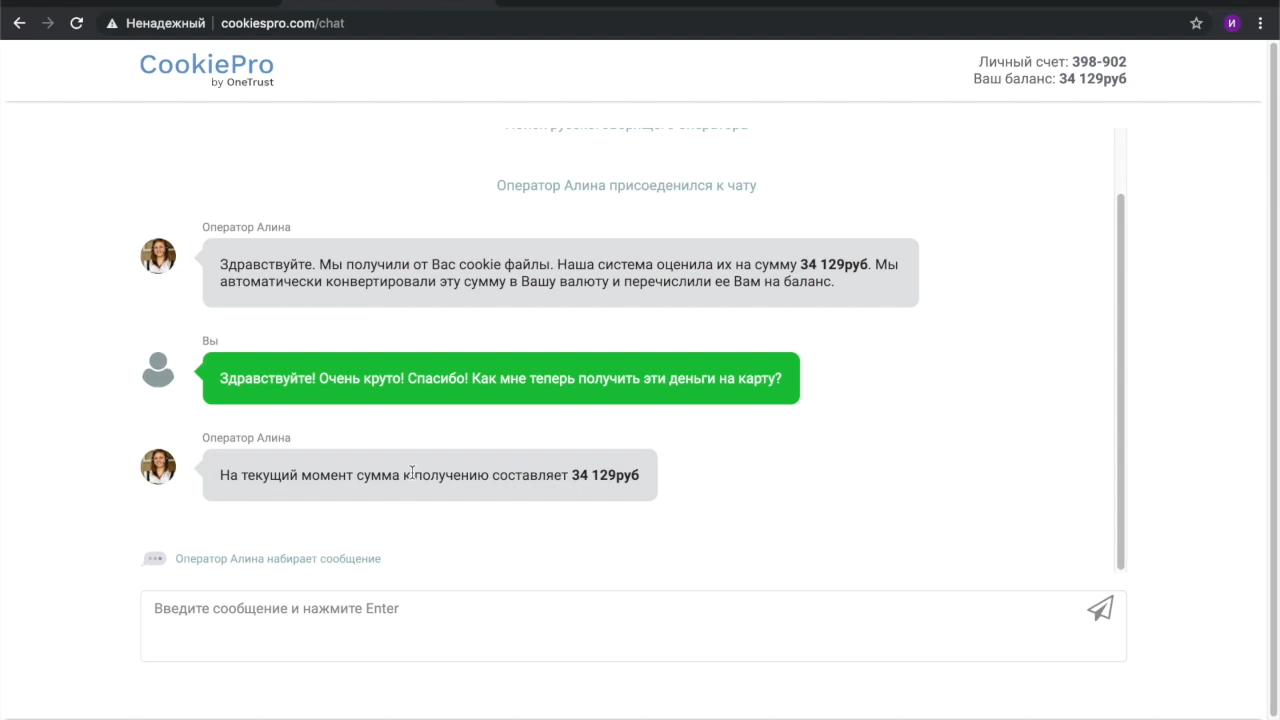 Ненадежный cookiespro.com/chat
И
CookiePro
by OneTrust
Личный счет: 398-902
Ваш баланс: 34 129руб
Оператор Алина присоеденился к чату
Оператор Алина
Здравствуйте. Мы получили от Вас cookie файлы. Наша система оценила их на сумму 34 129руб. Мы
автоматически конвертировали эту сумму в Вашу валюту и перечислили ее Вам на баланс.
Вы
Здравствуйте! Очень круто! Спасибо! Как мне теперь получить эти деньги на карту?
Оператор Алина
На текущий момент сумма к получению составляет 34 129руб
Оператор Алина набирает сообщение
Введите сообщение и нажмите Enter